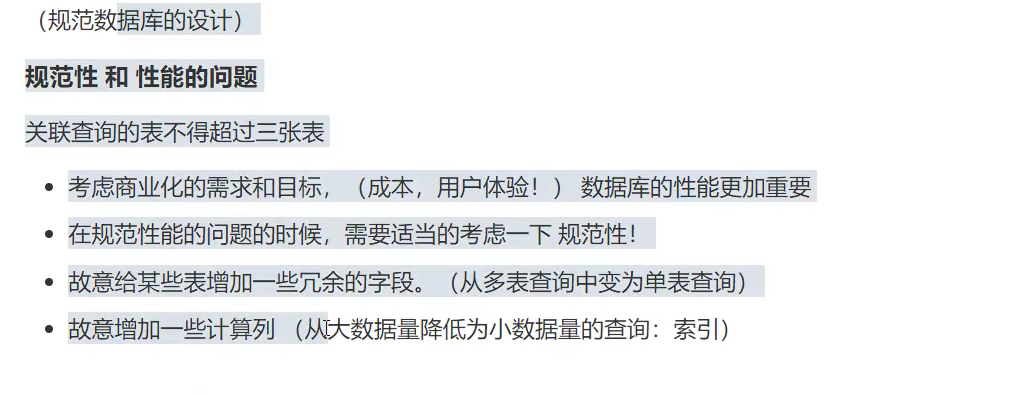 （规范数据库的设计）
规范性 和 性能的问题
关联查询的表不得超过三张表
考虑商业化的需求和目标，（成本，用户体验！） 数据库的性能更加重要
在规范性能的问题的时候，需要适当的考虑一下 规范性！
故意给某些表增加一些冗余的字段。（从多表查询中变为单表查询）
故意增加一些计算列 （从大数据量降低为小数据量的查询：索引）